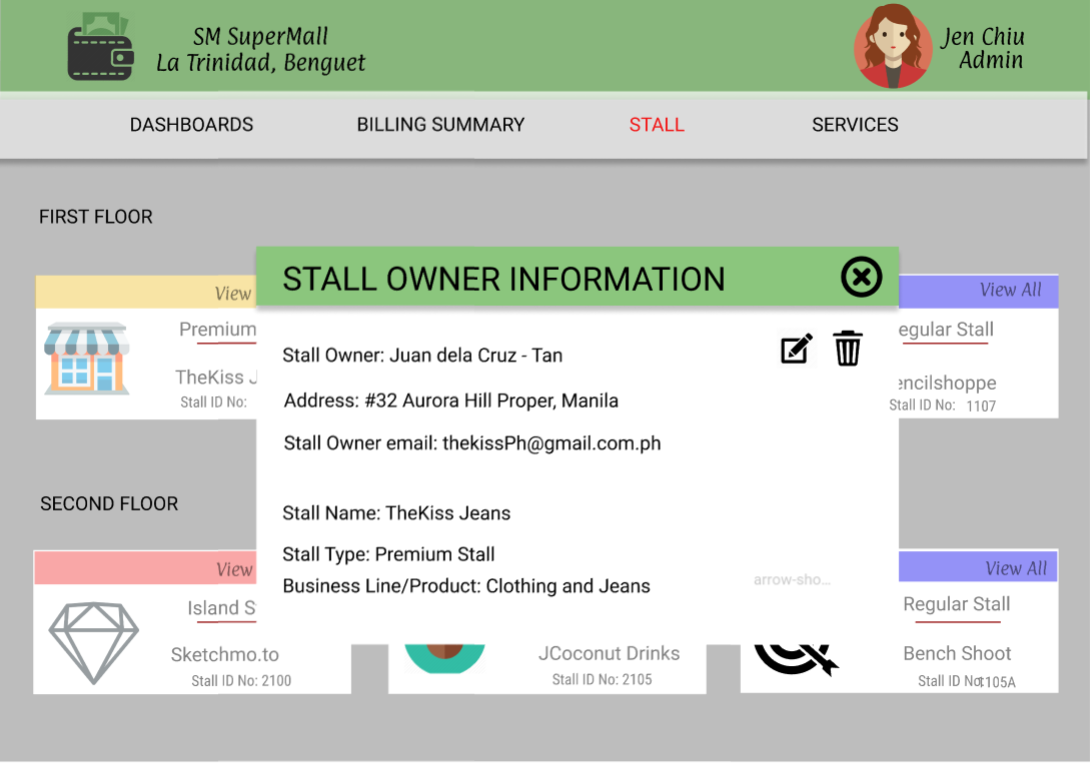 SM SuperMall
La Trinidad, Benguet
Jen Chiu
Admin
DASHBOARDS
BILLING SUMMARY
STALL
SERVICES
FIRST FLOOR
View
Premium
TheKiss J
Stall ID No:
STALL OWNER INFORMATION
Stall Owner: Juan dela Cruz - Tan
Address: #32 Aurora Hill Proper, Manila
Stall Owner email: thekissPh@gmail.com.ph
Stall Name: TheKiss Jeans
Stall Type: Premium Stall
Business Line/Product: Clothing and Jeans
arrow-sho...
View All
egular Stall
encilshoppe
Stall ID No: 1107
SECOND FLOOR
View
Island S
Sketchmo.to
Stall ID No: 2100
JCoconut Drinks
Stall ID No: 2105
View All
Regular Stall
Bench Shoot
Stall ID No: 1105A